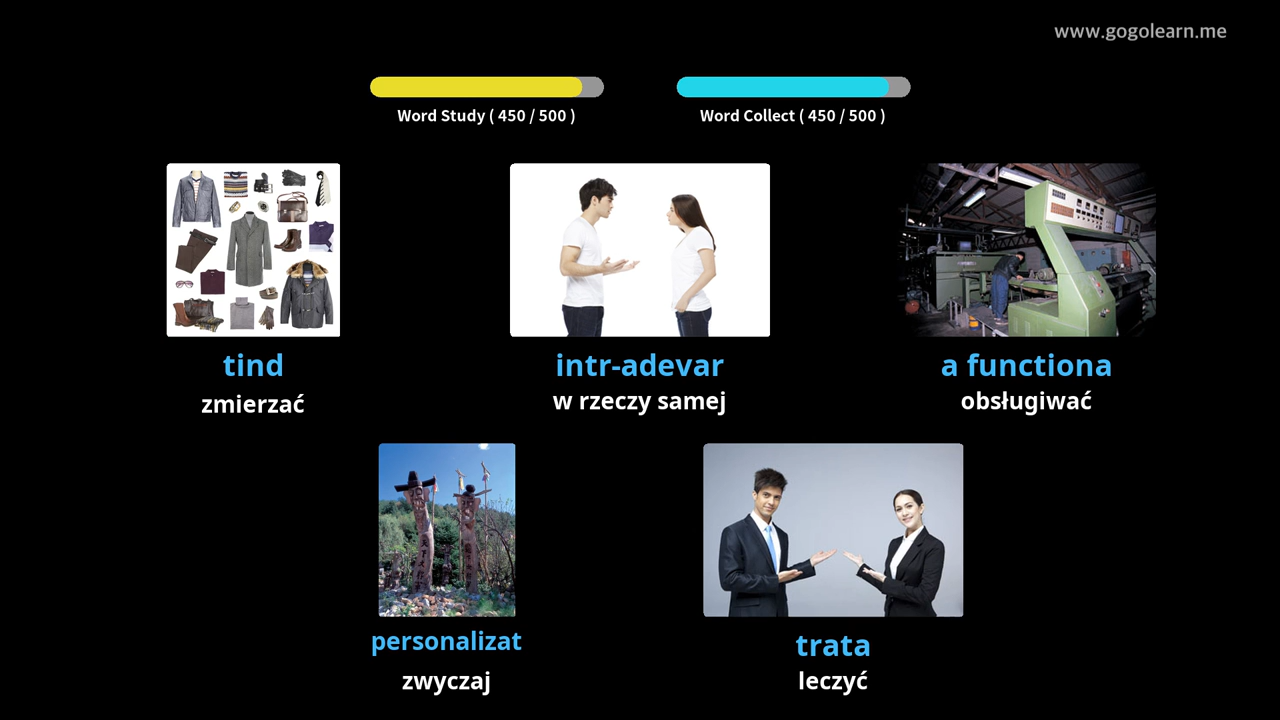 www.gogolearn.me
Word Study ( 450 / 500 )
Word Collect ( 450 / 500 )
tind
zmierzać
intr-adevar
w rzeczy samej
a functiona
obsługiwać
personalizat
zwyczaj
trata
leczyć